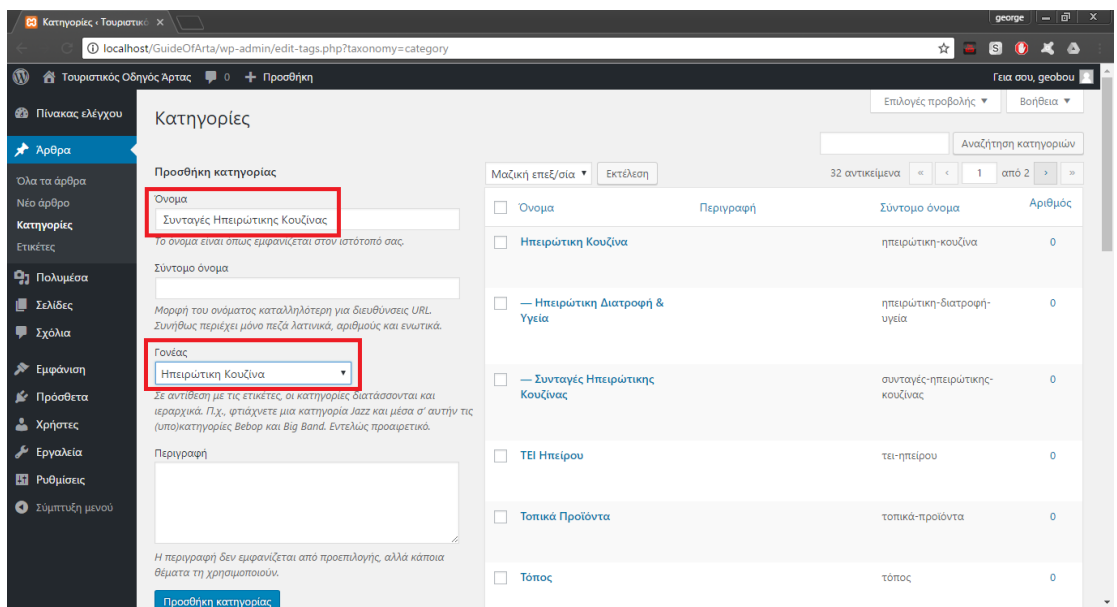 Κατηγορίες ‹ Τουριστικό
george
localhost/GuideOfArta/wp-admin/edit-tags.php?taxonomy=category
Τουριστικός Οδηγός Άρτας 0 + Προσθήκη
Γεια σου, geobou
Πίνακας ελέγχου
Άρθρα
Όλα τα άρθρα
Νέο άρθρο
Κατηγορίες
Ετικέτες
Πολυμέσα
Σελίδες
Σχόλια
Εμφάνιση
Πρόσθετα
Χρήστες
Εργαλεία
Ρυθμίσεις
Σύμπτυξη μενού
Επιλογές προβολής ▼
Βοήθεια ▼
Κατηγορίες
Αναζήτηση κατηγοριών
Προσθήκη κατηγορίας
Όνομα
Συνταγές Ηπειρώτικης Κουζίνας
Το όνομα είναι όπως εμφανίζεται στον ιστότοπό σας.
Σύντομο όνομα
Μορφή του ονόματος καταλληλότερη για διευθύνσεις URL.
Συνήθως περιέχει μόνο πεζά λατινικά, αριθμούς και ενωτικά.
Γονέας
Ηπειρώτικη Κουζίνα
Σε αντίθεση με τις ετικέτες, οι κατηγορίες διατάσσονται και
ιεραρχικά. Π.χ., φτιάχνετε μια κατηγορία Jazz και μέσα σ' αυτήν τις
(υπο)κατηγορίες Bebop και Big Band. Εντελώς προαιρετικό.
Περιγραφή
Η περιγραφή δεν εμφανίζεται από προεπιλογής, αλλά κάποια
θέματα τη χρησιμοποιούν.
Προσθήκη κατηγορίας
Μαζική επεξ/σία ▼ Εκτέλεση
32 αντικείμενα « ‹ 1 από 2 › »
Όνομα Περιγραφή Σύντομο όνομα Αριθμός
Ηπειρώτικη Κουζίνα ηπειρώτικη-κουζίνα 0
— Ηπειρώτικη Διατροφή & ηπειρώτικη-διατροφή- 0
Υγεία υγεία
— Συνταγές Ηπειρώτικης συνταγές-ηπειρώτικης- 0
Κουζίνας κουζίνας
ΤΕΙ Ηπείρου τει-ηπείρου 0
Τοπικά Προϊόντα τοπικά-προϊόντα 0
Τόπος τόπος 0